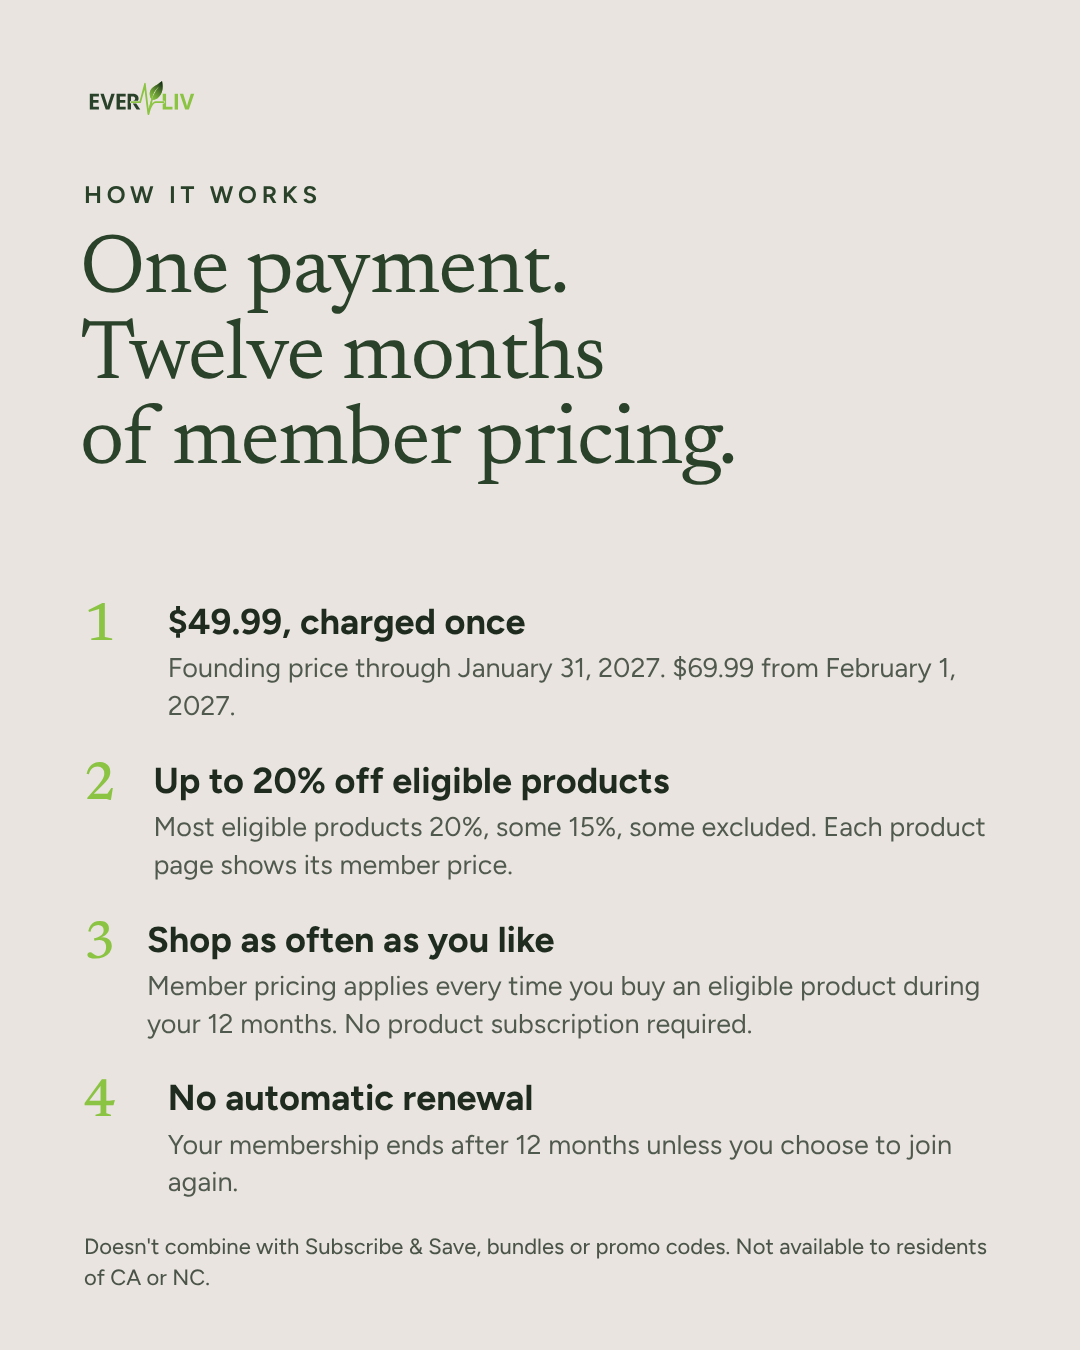 EVER LIV
HOW IT WORKS
One payment.
Twelve months
of member pricing.
1 $49.99, charged once
Founding price through January 31, 2027. $69.99 from February 1,
2027.
2 Up to 20% off eligible products
Most eligible products 20%, some 15%, some excluded. Each product
page shows its member price.
3 Shop as often as you like
Member pricing applies every time you buy an eligible product during
your 12 months. No product subscription required.
4 No automatic renewal
Your membership ends after 12 months unless you choose to join
again.
Doesn't combine with Subscribe & Save, bundles or promo codes. Not available to residents
of CA or NC.